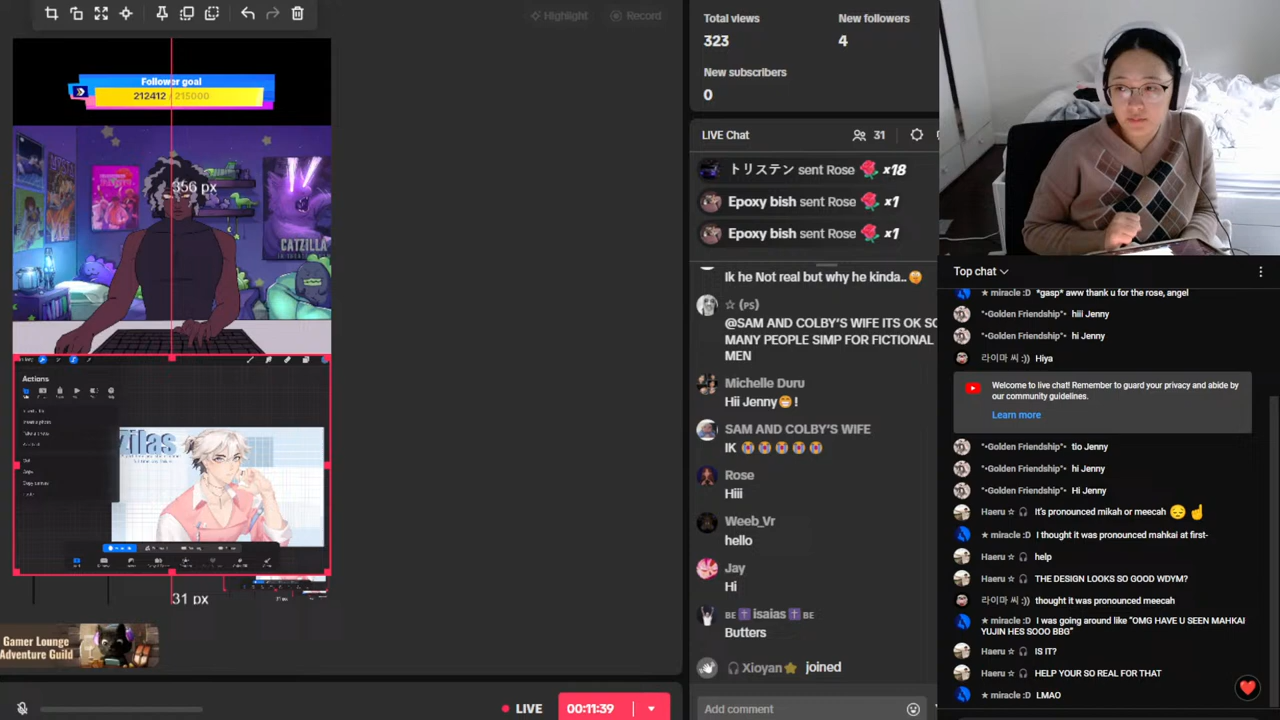 Highlight
Record
Follower goal
212412 / 215000
356 px
CATZILLA
Actions
Copy
zilas
31 px
Gamer Lounge
Adventure Guild
LIVE
00:11:39
Total views
323
New followers
4
New subscribers
0
LIVE Chat
31
トリステン sent Rose 🌹 x18
Epoxy bish sent Rose 🌹 x1
Epoxy bish sent Rose 🌹 x1
Ik he Not real but why he kinda..
☆ (PS)
@SAM AND COLBY'S WIFE ITS OK SO
MANY PEOPLE SIMP FOR FICTIONAL
MEN
Michelle Duru
Hii Jenny😁 !
SAM AND COLBY'S WIFE
IK 😭😭😭😭😭
Rose
Hiii
Weeb_Vr
hello
Jay
Hi
BE✝️isaias✝️BE
Butters
🎧 Xioyan⭐ joined
Add comment
Top chat
★ miracle :D *gasp* aww thank u for the rose, angel
"•Golden Friendship"• hiii Jenny
"•Golden Friendship"• hi Jenny
라이마 씨 :)) Hiya
Welcome to live chat! Remember to guard your privacy and abide by
our community guidelines.
Learn more
"•Golden Friendship"• tio Jenny
"•Golden Friendship"• hi Jenny
"•Golden Friendship"• Hi Jenny
Haeru ☆ 🎧 It's pronounced mikah or meecah 😔☝️
★ miracle :D I thought it was pronounced mahkai at first-
Haeru ☆ 🎧 help
Haeru ☆ 🎧 THE DESIGN LOOKS SO GOOD WDYM?
라이마 씨 :)) thought it was pronounced meecah
★ miracle :D I was going around like "OMG HAVE U SEEN MAHKAI
YUJIN HES SOOO BBG"
Haeru ☆ 🎧 IS IT?
Haeru ☆ 🎧 HELP YOUR SO REAL FOR THAT
★ miracle :D LMAO